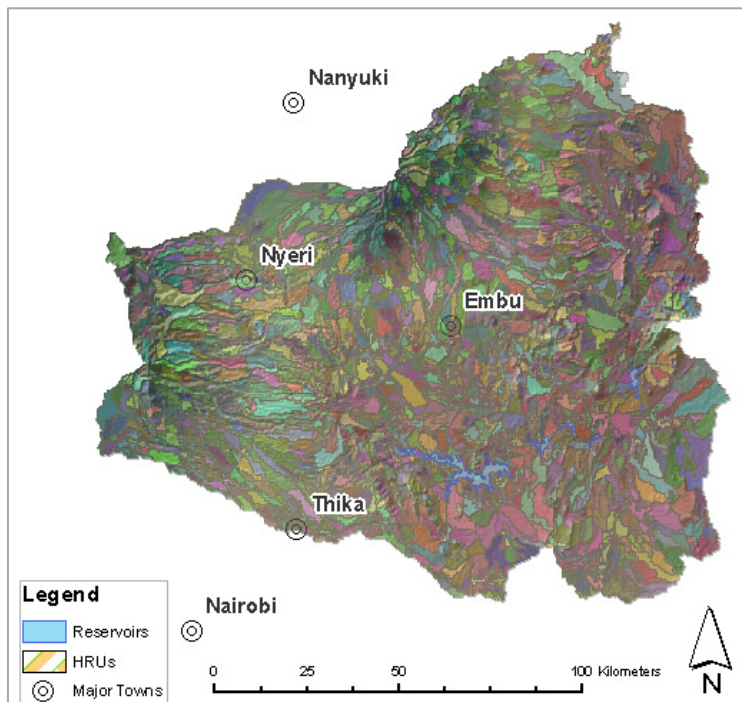 Nanyuki
Nyeri
Embu
Thika
Legend
Reservoirs
HRUs
Major Towns
Nairobi
0 25 50 100 Kilometers
N